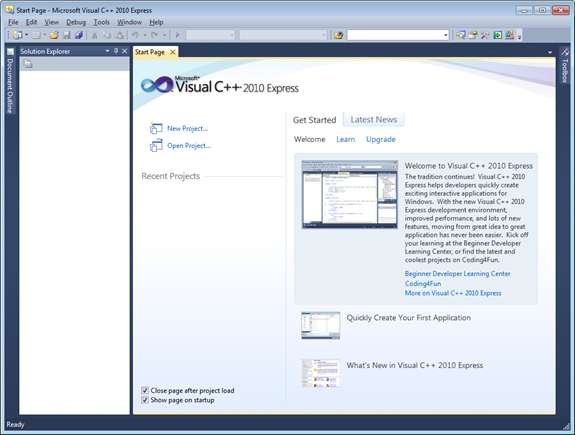 Start Page - Microsoft Visual C++ 2010 Express
File Edit View Debug Tools Window Help
Solution Explorer
Start Page
Document Outline
Toolbox
Microsoft®
Visual C++ 2010 Express
New Project...
Open Project...
Recent Projects
Get Started Latest News
Welcome Learn Upgrade
Welcome to Visual C++ 2010 Express
The tradition continues! Visual C++ 2010
Express helps developers quickly create
exciting interactive applications for
Windows. With the new Visual C++ 2010
Express development environment,
improved performance, and lots of new
features, moving from great idea to great
application has never been easier. Kick off
your learning at the Beginner Developer
Learning Center, or find the latest and
coolest projects on Coding4Fun.
Beginner Developer Learning Center
Coding4Fun
More on Visual C++ 2010 Express
Quickly Create Your First Application
What's New in Visual C++ 2010 Express
Close page after project load
Show page on startup
Ready